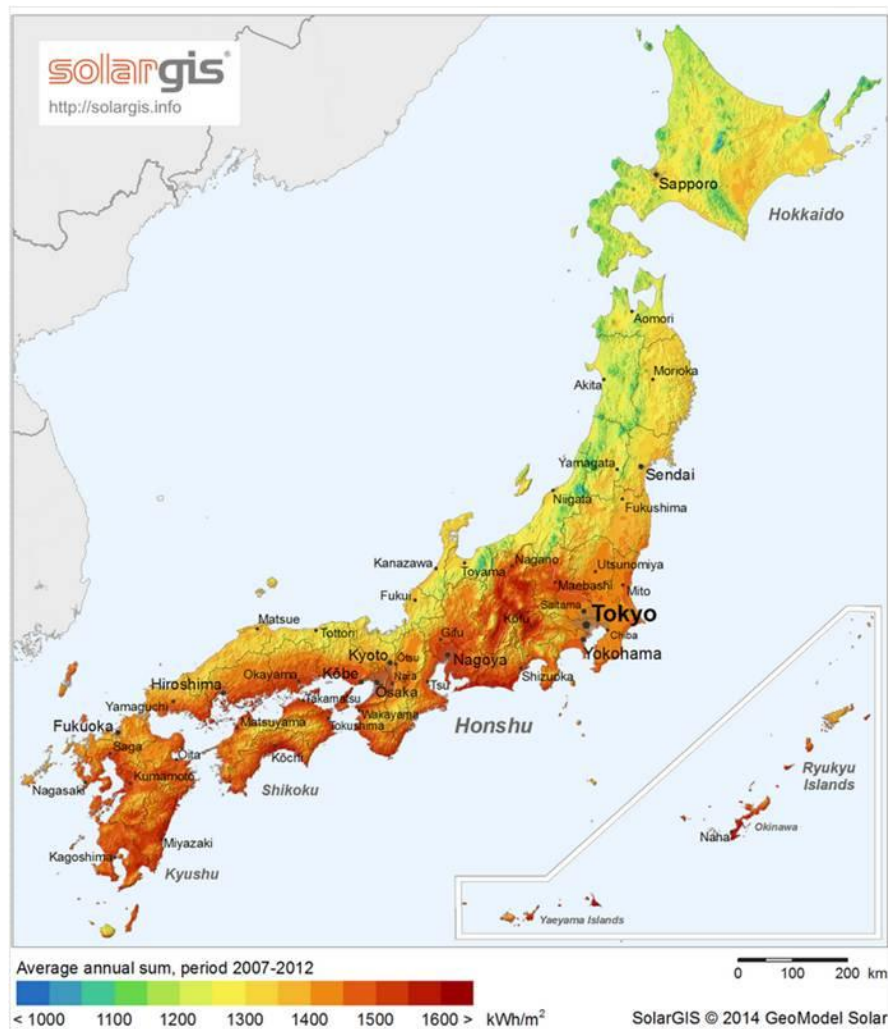 solargis®
http://solargis.info
Sapporo
Hokkaido
Aomori
Akita
Morioka
Yamagata
Sendai
Niigata
Fukushima
Kanazawa
Toyama
Nagano
Utsunomiya
Maebashi
Mito
Fukui
Saitama
Tokyo
Kofu
Chiba
Matsue
Tottori
Gifu
Yokohama
Kyoto
Ōtsu
Nagoya
Okayama
Kōbe
Nara
Shizuoka
Hiroshima
Osaka
Tsu
Yamaguchi
Takamatsu
Wakayama
Honshu
Fukuoka
Matsuyama
Tokushima
Saga
Oita
Kōchi
Kumamoto
Shikoku
Nagasaki
Ryukyu
Islands
Okinawa
Naha
Miyazaki
Kagoshima
Kyushu
Yaeyama Islands
Average annual sum, period 2007-2012
0 100 200 km
< 1000 1100 1200 1300 1400 1500 1600 > kWh/m²
SolarGIS © 2014 GeoModel Solar